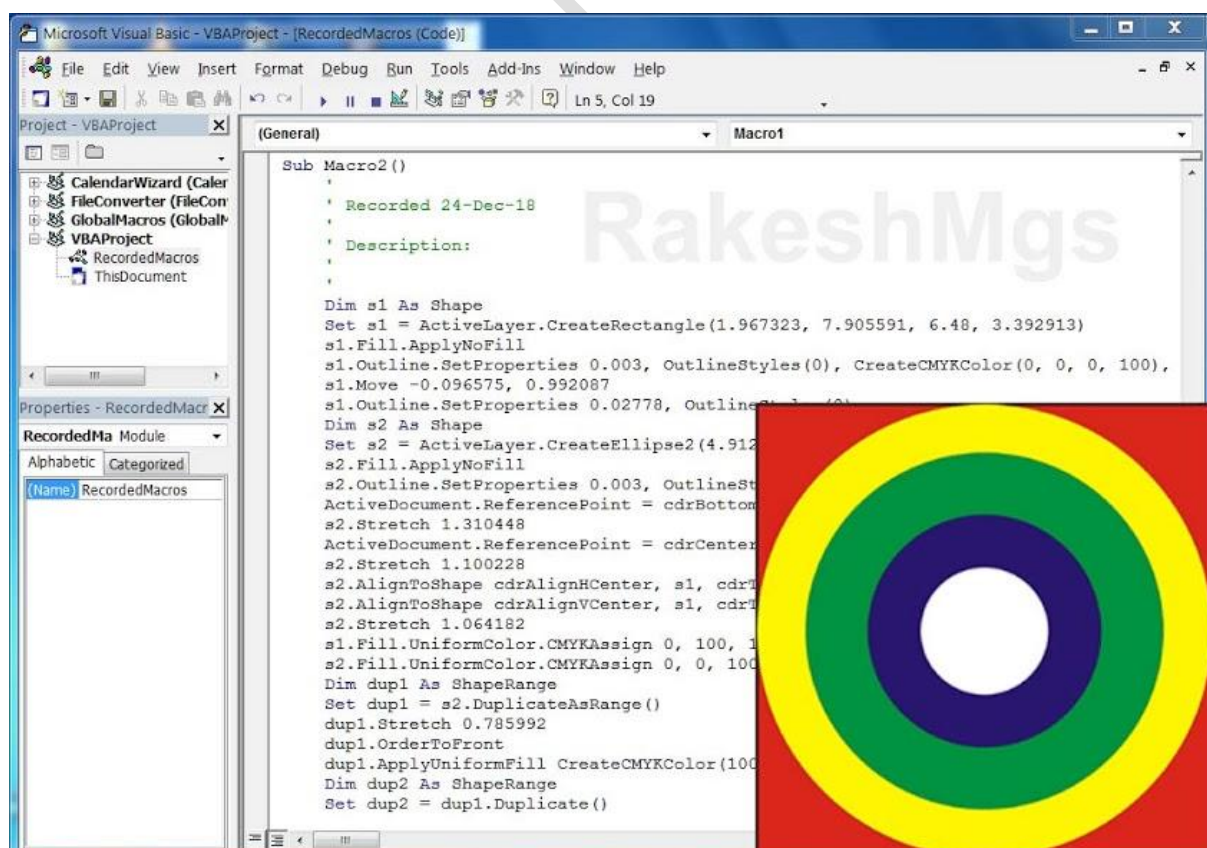 Microsoft Visual Basic - VBAProject - [RecordedMacros (Code)]
File Edit View Insert Format Debug Run Tools Add-Ins Window Help
Ln 5, Col 19
Project - VBAProject
CalendarWizard (Caler
FileConverter (FileCon
GlobalMacros (GlobalM
VBAProject
RecordedMacros
ThisDocument
Properties - RecordedMacr
RecordedMa Module
Alphabetic Categorized
(Name) RecordedMacros
(General) Macro1
RakeshMgs
Sub Macro2()
'
' Recorded 24-Dec-18
'
' Description:
'
'
Dim s1 As Shape
Set s1 = ActiveLayer.CreateRectangle(1.967323, 7.905591, 6.48, 3.392913)
s1.Fill.ApplyNoFill
s1.Outline.SetProperties 0.003, OutlineStyles(0), CreateCMYKColor(0, 0, 0, 100),
s1.Move -0.096575, 0.992087
s1.Outline.SetProperties 0.02778,
Dim s2 As Shape
Set s2 = ActiveLayer.CreateEllipse2(4.912
s2.Fill.ApplyNoFill
s2.Outline.SetProperties 0.003, OutlineSt
ActiveDocument.ReferencePoint = cdrBottom
s2.Stretch 1.310448
ActiveDocument.ReferencePoint = cdrCenter
s2.Stretch 1.100228
s2.AlignToShape cdrAlignHCenter, s1, cdrT
s2.AlignToShape cdrAlignVCenter, s1, cdrT
s2.Stretch 1.064182
s1.Fill.UniformColor.CMYKAssign 0, 100, 1
s2.Fill.UniformColor.CMYKAssign 0, 0, 100
Dim dup1 As ShapeRange
Set dup1 = s2.DuplicateAsRange()
dup1.Stretch 0.785992
dup1.OrderToFront
dup1.ApplyUniformFill CreateCMYKColor(100
Dim dup2 As ShapeRange
Set dup2 = dup1.Duplicate()